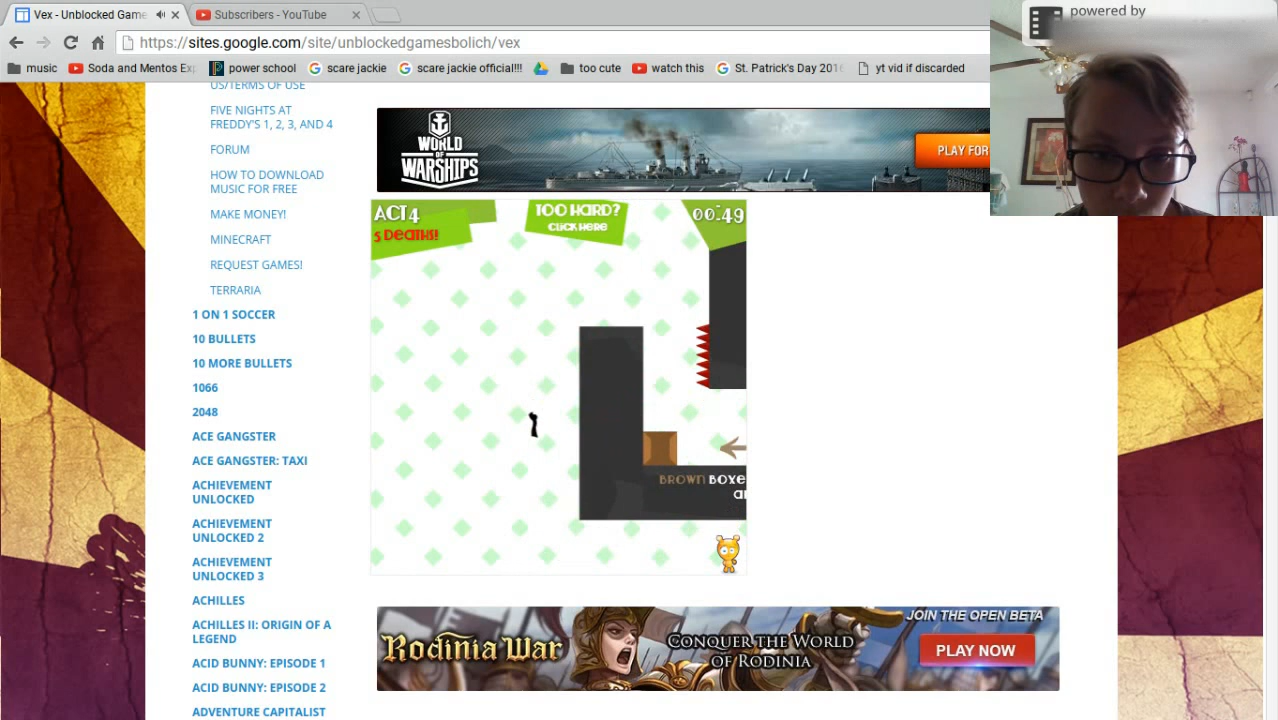 Vex - Unblocked Game
Subscribers - YouTube
https://sites.google.com/site/unblockedgamesbolich/vex
music
Soda and Mentos Exp
power school
scare jackie
scare jackie official!!!
too cute
watch this
St. Patrick's Day 2016
yt vid if discarded
powered by
US/TERMS OF USE
FIVE NIGHTS AT
FREDDY'S 1, 2, 3, AND 4
FORUM
HOW TO DOWNLOAD
MUSIC FOR FREE
MAKE MONEY!
MINECRAFT
REQUEST GAMES!
TERRARIA
1 ON 1 SOCCER
10 BULLETS
10 MORE BULLETS
1066
2048
ACE GANGSTER
ACE GANGSTER: TAXI
ACHIEVEMENT
UNLOCKED
ACHIEVEMENT
UNLOCKED 2
ACHIEVEMENT
UNLOCKED 3
ACHILLES
ACHILLES II: ORIGIN OF A
LEGEND
ACID BUNNY: EPISODE 1
ACID BUNNY: EPISODE 2
ADVENTURE CAPITALIST
WORLD
OF
WARSHIPS
PLAY FOR
ACT 4
5 DEATHS!
TOO HARD?
CLICK HERE
00:49
BROWN BOXE
RODINIA WAR
CONQUER THE WORLD
OF RODINIA
JOIN THE OPEN BETA
PLAY NOW